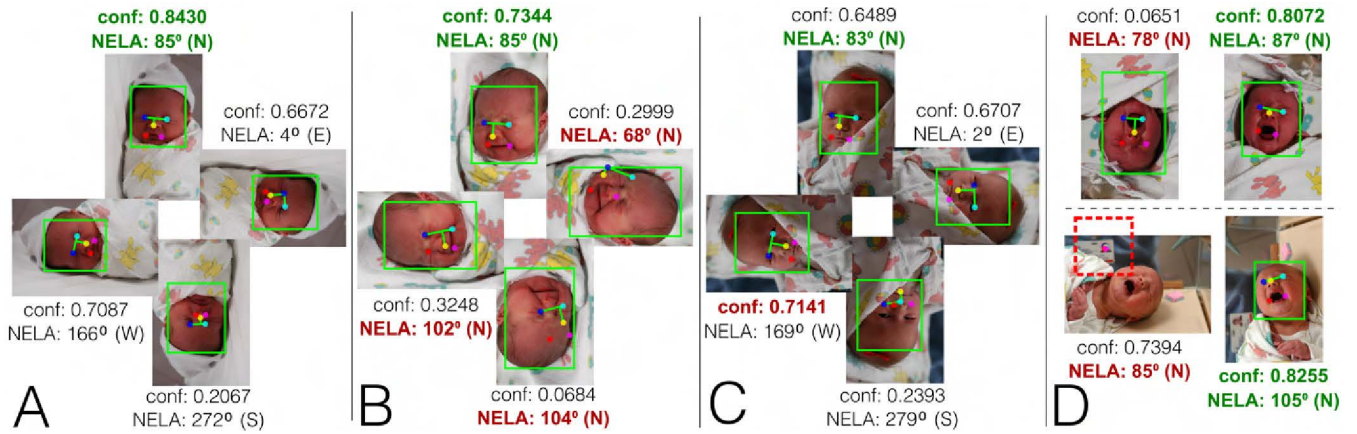 conf: 0.8430
NELA: 85º (N)
conf: 0.6672
NELA: 4º (E)
conf: 0.7087
NELA: 166º (W)
conf: 0.2067
NELA: 272º (S)
A
conf: 0.7344
NELA: 85º (N)
conf: 0.2999
NELA: 68º (N)
conf: 0.3248
NELA: 102º (N)
conf: 0.0684
NELA: 104º (N)
B
conf: 0.6489
NELA: 83º (N)
conf: 0.6707
NELA: 2º (E)
conf: 0.7141
NELA: 169º (W)
conf: 0.2393
NELA: 279º (S)
C
conf: 0.0651
NELA: 78º (N)
conf: 0.8072
NELA: 87º (N)
conf: 0.7394
NELA: 85º (N)
conf: 0.8255
NELA: 105º (N)
D